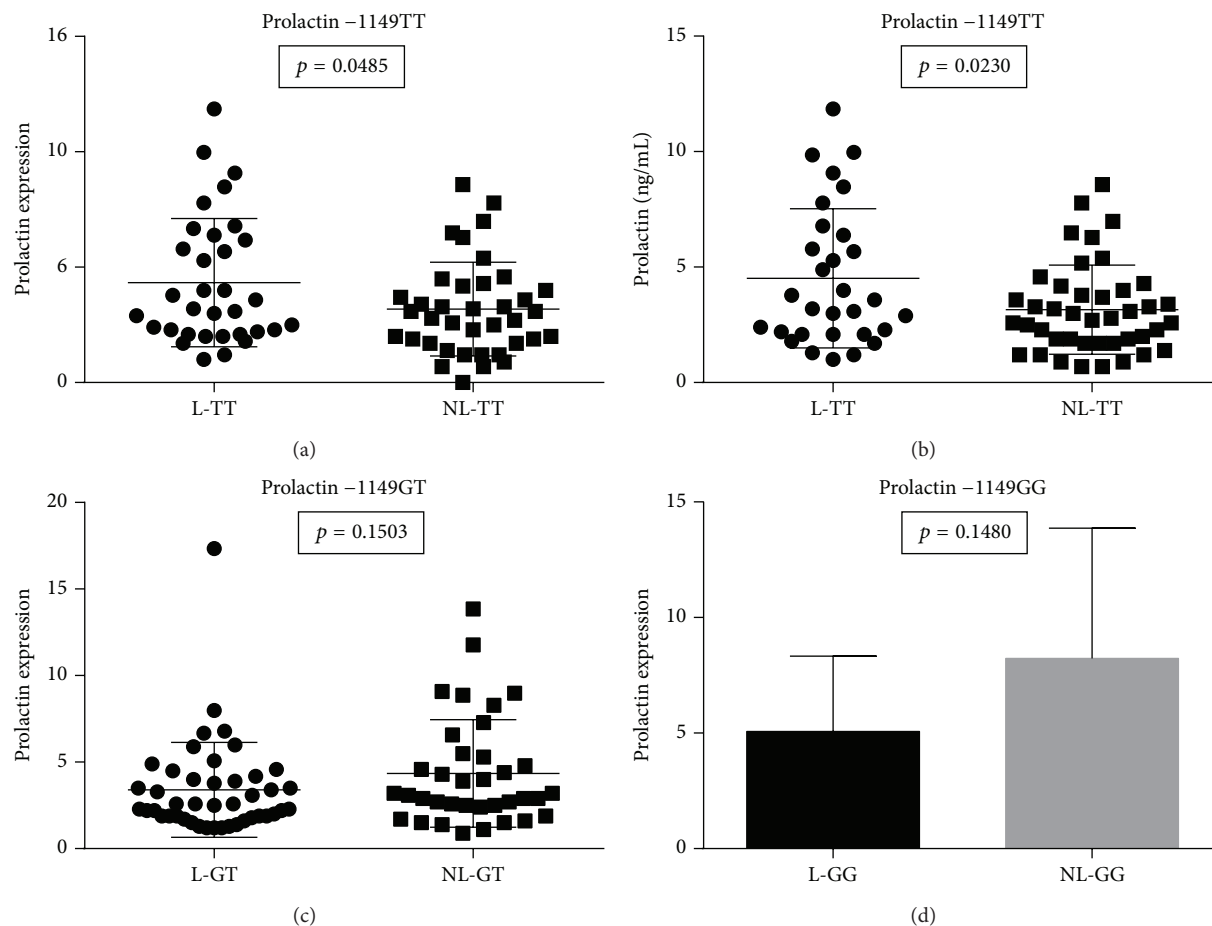 Prolactin −1149TT
p = 0.0485
Prolactin expression
16
10
6
0
L-TT
NL-TT
(a)
Prolactin −1149TT
p = 0.0230
Prolactin (ng/mL)
15
10
5
0
L-TT
NL-TT
(b)
Prolactin −1149GT
p = 0.1503
Prolactin expression
20
15
10
5
0
L-GT
NL-GT
(c)
Prolactin −1149GG
p = 0.1480
Prolactin expression
15
10
5
0
L-GG
NL-GG
(d)